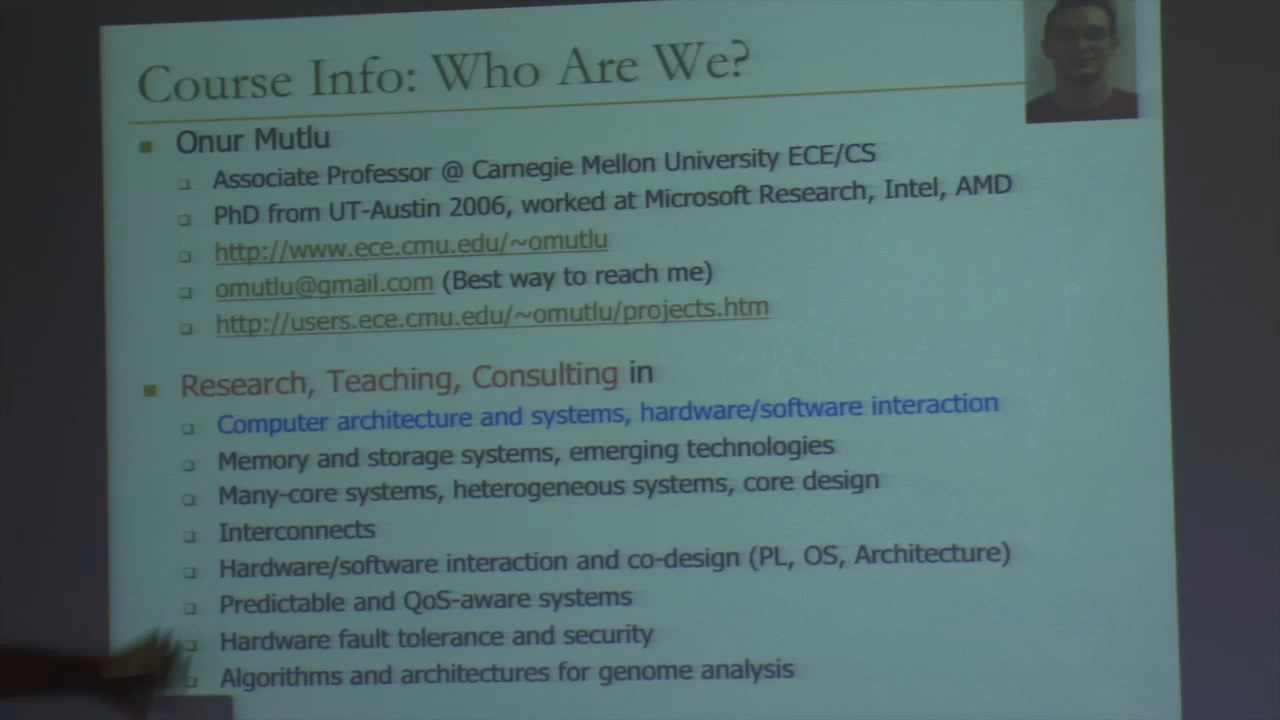 Course Info: Who Are We?
Onur Mutlu
Associate Professor @ Carnegie Mellon University ECE/CS
PhD from UT-Austin 2006, worked at Microsoft Research, Intel, AMD
http://www.ece.cmu.edu/~omutlu
omutlu@gmail.com (Best way to reach me)
http://users.ece.cmu.edu/~omutlu/projects.htm
Research, Teaching, Consulting in
Computer architecture and systems, hardware/software interaction
Memory and storage systems, emerging technologies
Many-core systems, heterogeneous systems, core design
Interconnects
Hardware/software interaction and co-design (PL, OS, Architecture)
Predictable and QoS-aware systems
Hardware fault tolerance and security
Algorithms and architectures for genome analysis